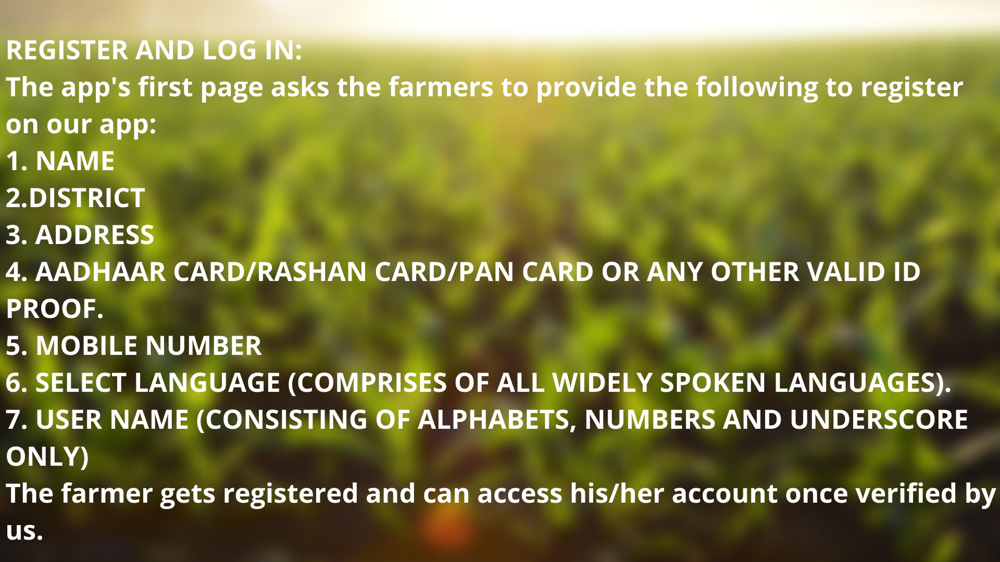 REGISTER AND LOG IN:
The app's first page asks the farmers to provide the following to register
on our app:
1. NAME
2.DISTRICT
3. ADDRESS
4. AADHAAR CARD/RASHAN CARD/PAN CARD OR ANY OTHER VALID ID
PROOF.
5. MOBILE NUMBER
6. SELECT LANGUAGE (COMPRISES OF ALL WIDELY SPOKEN LANGUAGES).
7. USER NAME (CONSISTING OF ALPHABETS, NUMBERS AND UNDERSCORE
ONLY)
The farmer gets registered and can access his/her account once verified by
us.